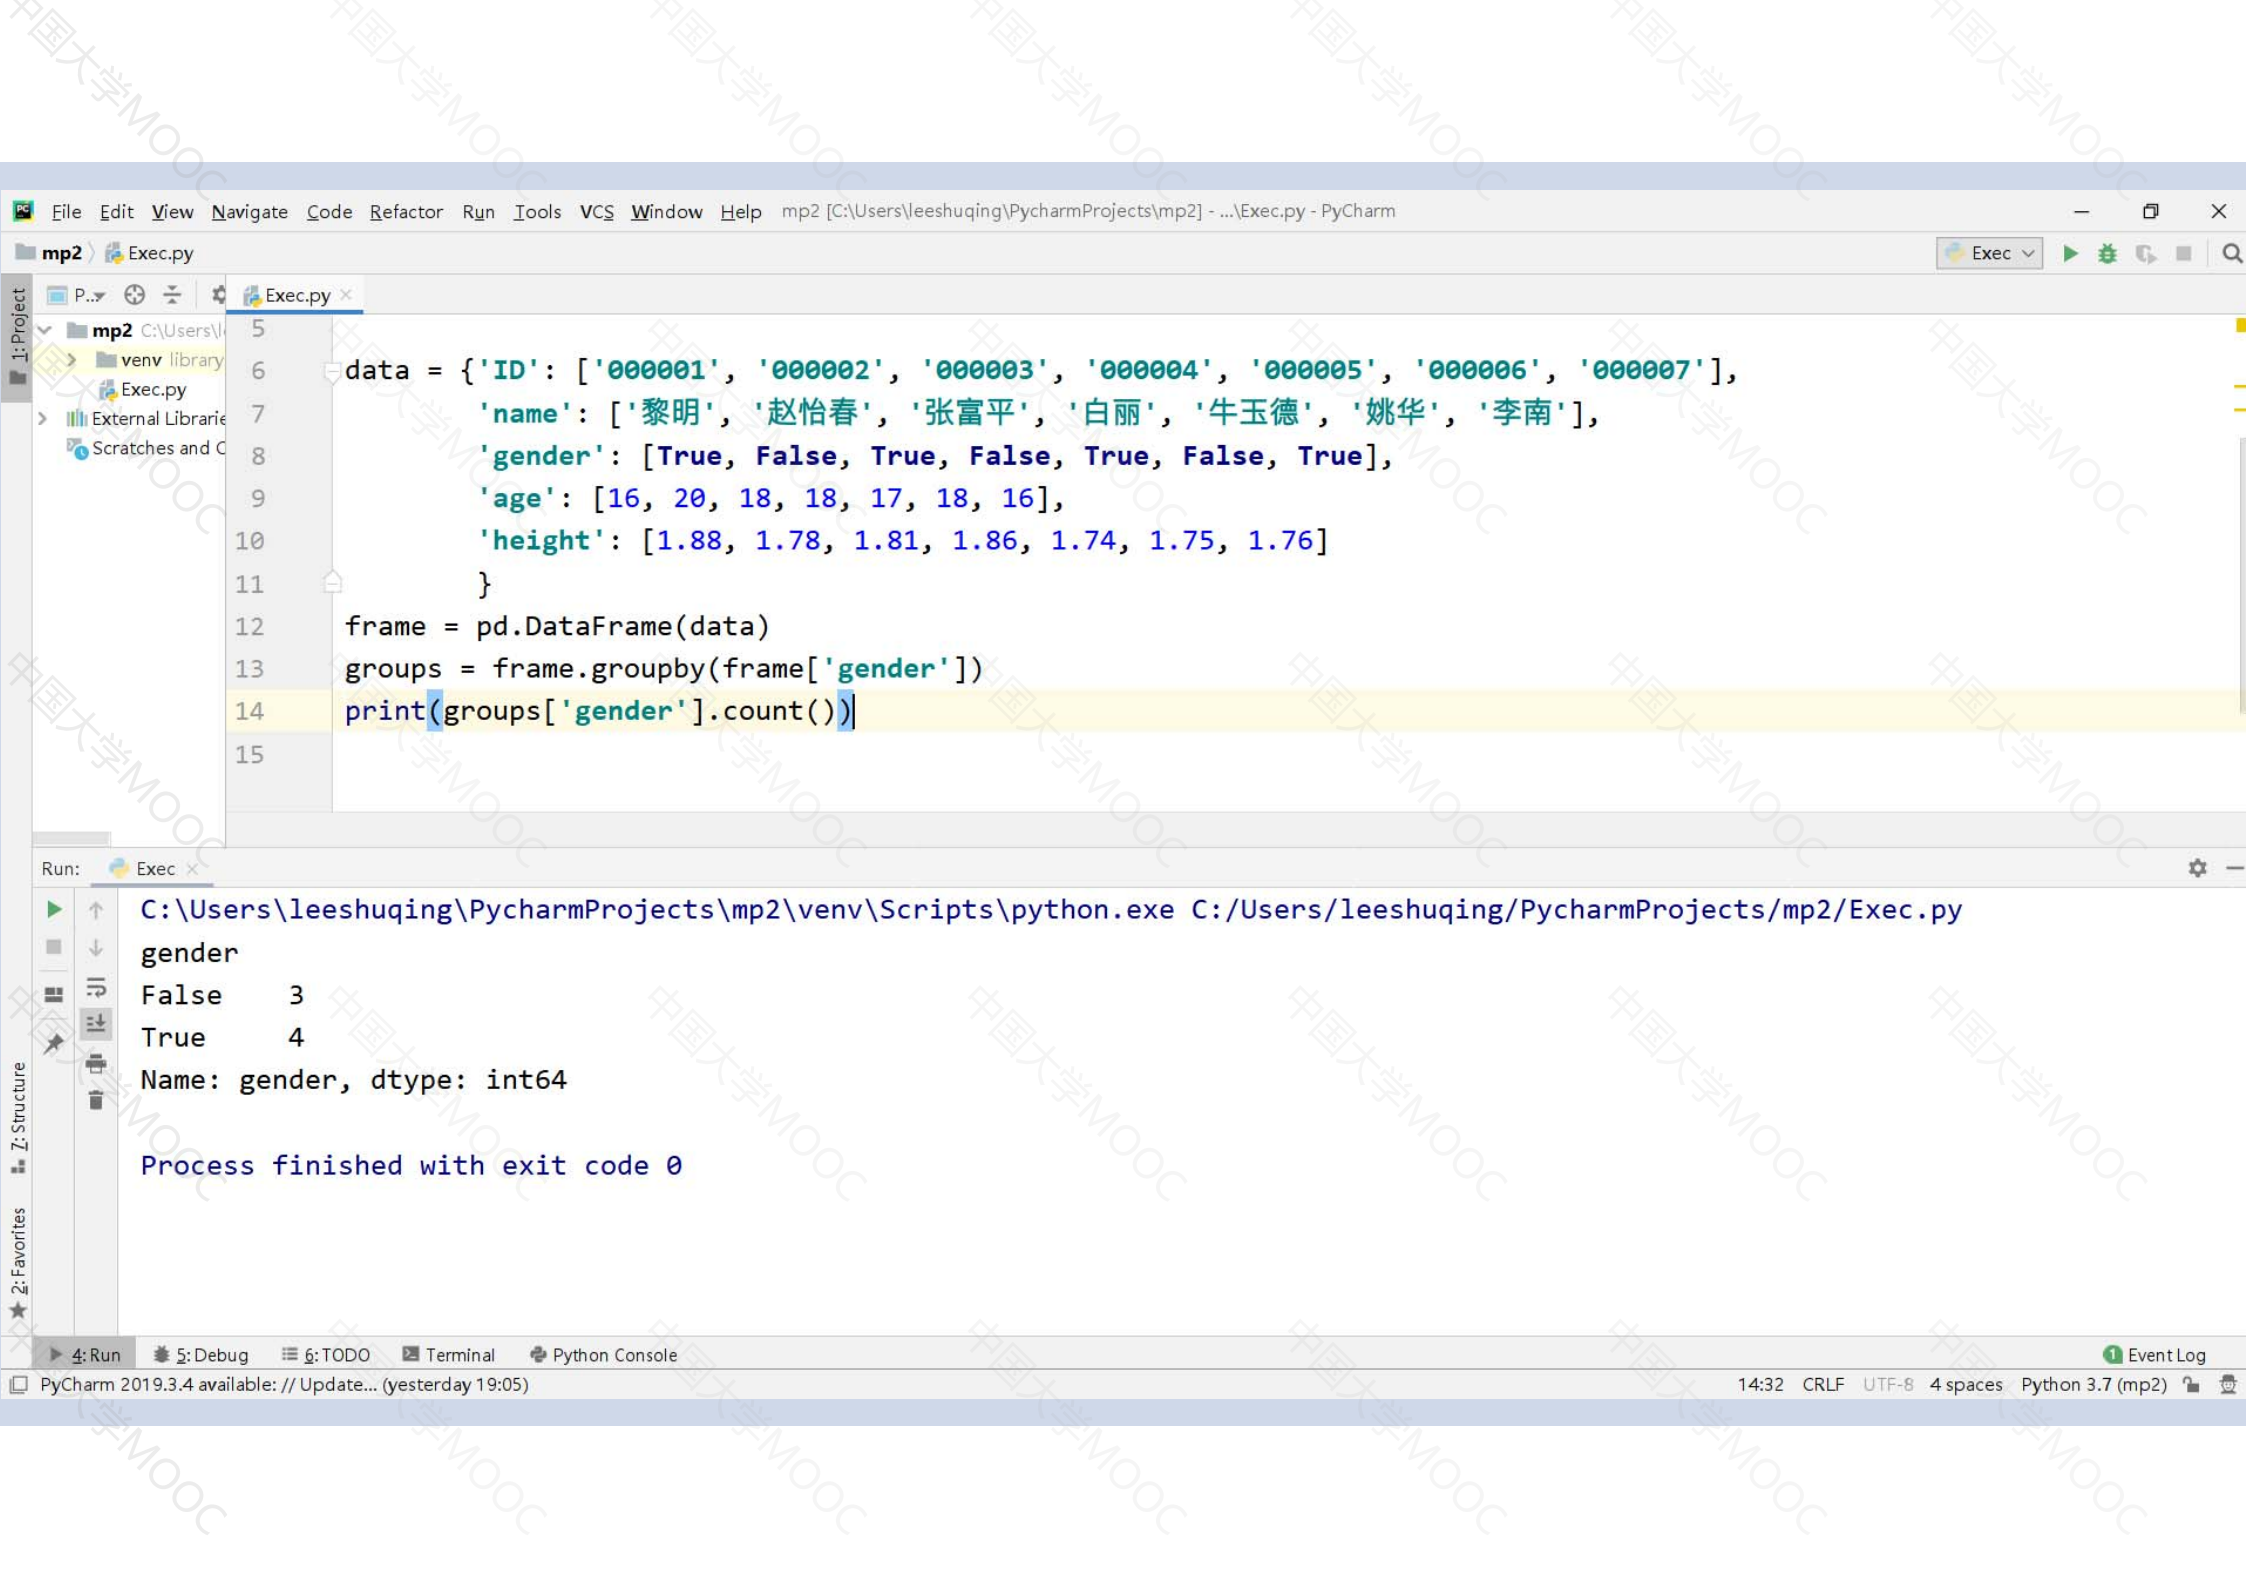 File Edit View Navigate Code Refactor Run Tools VCS Window Help mp2 [C:\Users\leeshuqing\PycharmProjects\mp2] - ...\Exec.py - PyCharm
mp2 Exec.py Exec
1: Project P.. Exec.py
mp2 C:\Users\l
venv library
Exec.py
External Librarie
Scratches and C
5
6 data = {'ID': ['000001', '000002', '000003', '000004', '000005', '000006', '000007'],
7 'name': ['黎明', '赵怡春', '张富平', '白丽', '牛玉德', '姚华', '李南'],
8 'gender': [True, False, True, False, True, False, True],
9 'age': [16, 20, 18, 18, 17, 18, 16],
10 'height': [1.88, 1.78, 1.81, 1.86, 1.74, 1.75, 1.76]
11 }
12 frame = pd.DataFrame(data)
13 groups = frame.groupby(frame['gender'])
14 print(groups['gender'].count())
15
Run: Exec
C:\Users\leeshuqing\PycharmProjects\mp2\venv\Scripts\python.exe C:/Users/leeshuqing/PycharmProjects/mp2/Exec.py
gender
False 3
True 4
Name: gender, dtype: int64
Process finished with exit code 0
Z: Structure
2: Favorites
4: Run 5: Debug 6: TODO Terminal Python Console 1 Event Log
PyCharm 2019.3.4 available: // Update... (yesterday 19:05) 14:32 CRLF UTF-8 4 spaces Python 3.7 (mp2)
中国大学MOOC